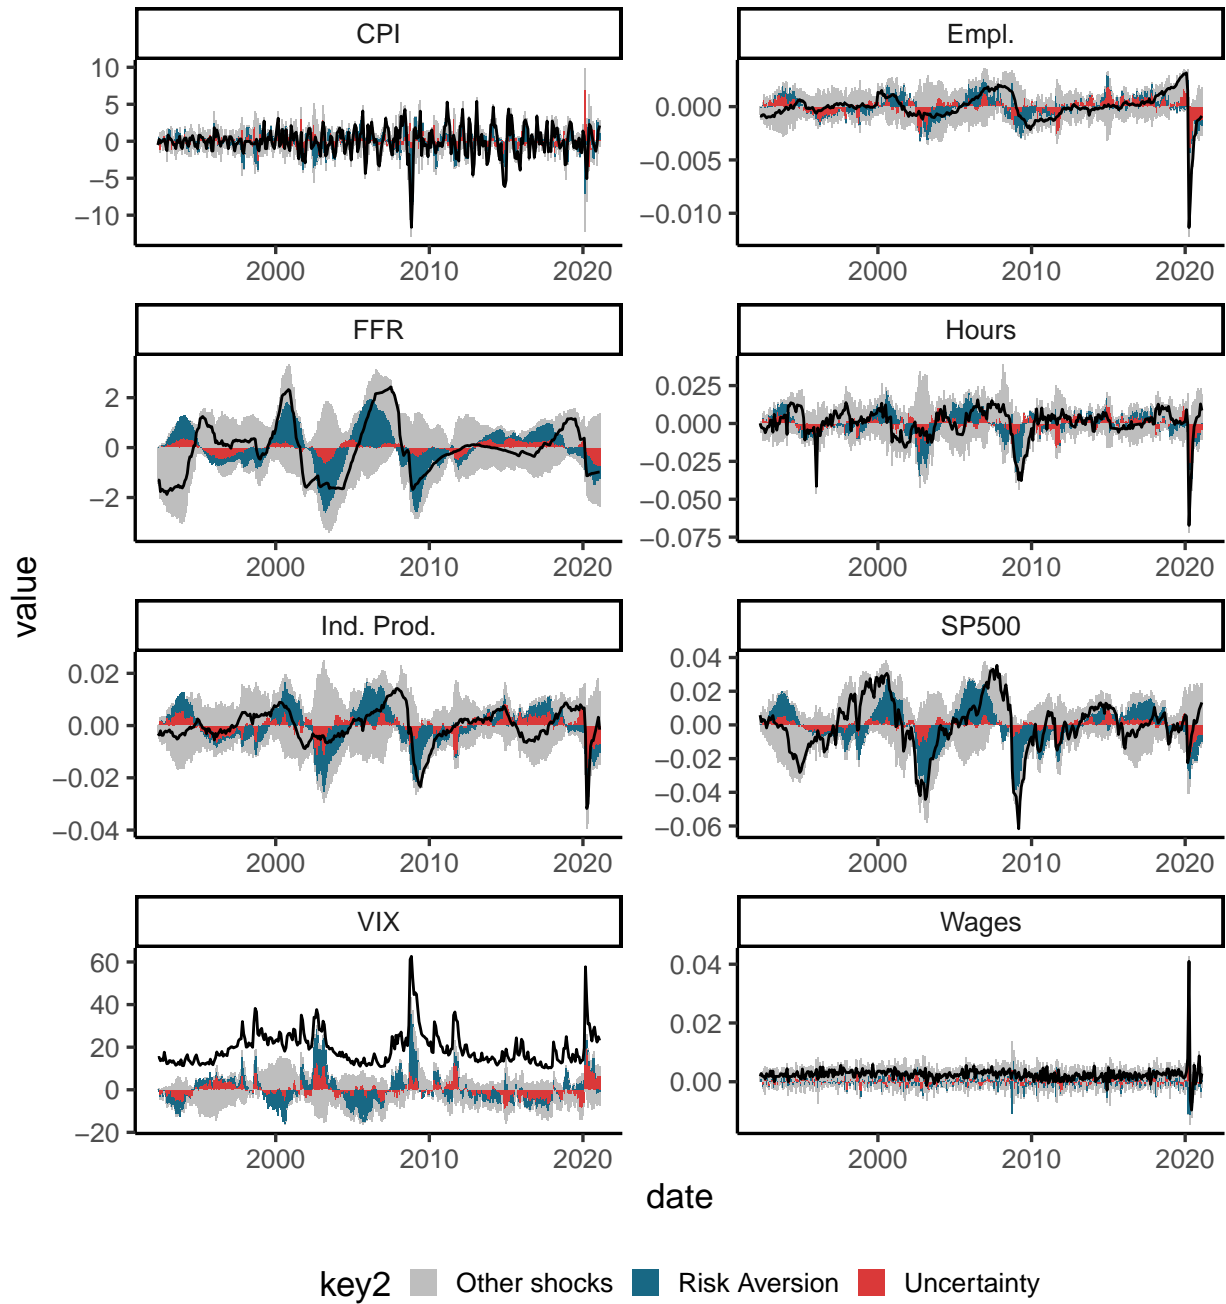 CPI
Empl.
10
5
0
−5
−10
0.000
−0.005
−0.010
2000 2010 2020
2000 2010 2020
FFR
Hours
2
0
−2
0.025
0.000
−0.025
−0.050
−0.075
2000 2010 2020
2000 2010 2020
value
Ind. Prod.
SP500
0.02
0.00
−0.02
−0.04
0.04
0.02
0.00
−0.02
−0.04
−0.06
2000 2010 2020
2000 2010 2020
VIX
Wages
60
40
20
0
−20
0.04
0.02
0.00
2000 2010 2020
2000 2010 2020
date
key2 Other shocks Risk Aversion Uncertainty